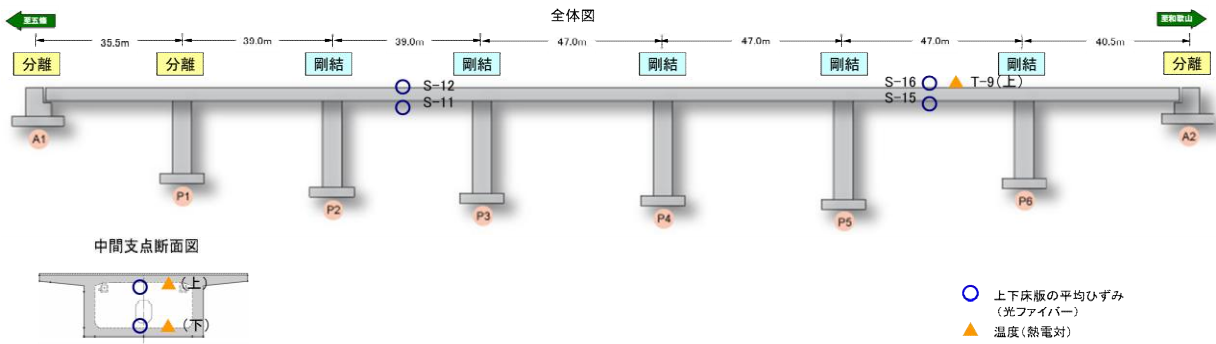 全体図
至五條
至和歌山
35.5m
39.0m
39.0m
47.0m
47.0m
47.0m
40.5m
分離
分離
剛結
剛結
剛結
剛結
剛結
分離
S-12
S-11
S-16
T-9(上)
S-15
A1
P1
P2
P3
P4
P5
P6
A2
中間支点断面図
(上)
(下)
上下床版の平均ひずみ
(光ファイバー)
温度(熱電対)